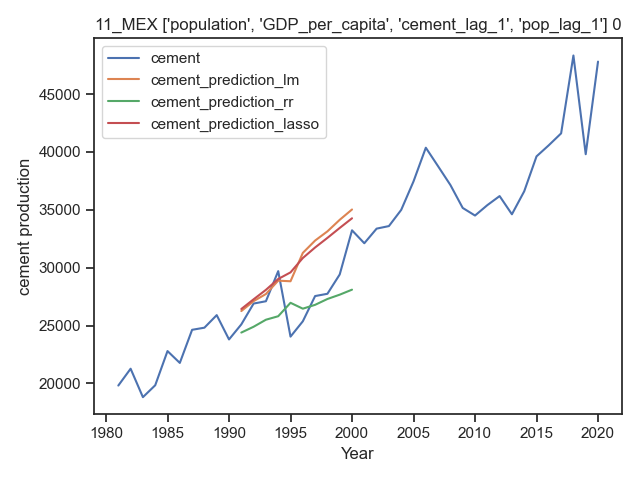 11_MEX ['population', 'GDP_per_capita', 'cement_lag_1', 'pop_lag_1'] 0
cement
cement_prediction_lm
cement_prediction_rr
cement_prediction_lasso
cement production
45000
40000
35000
30000
25000
20000
1980 1985 1990 1995 2000 2005 2010 2015 2020
Year